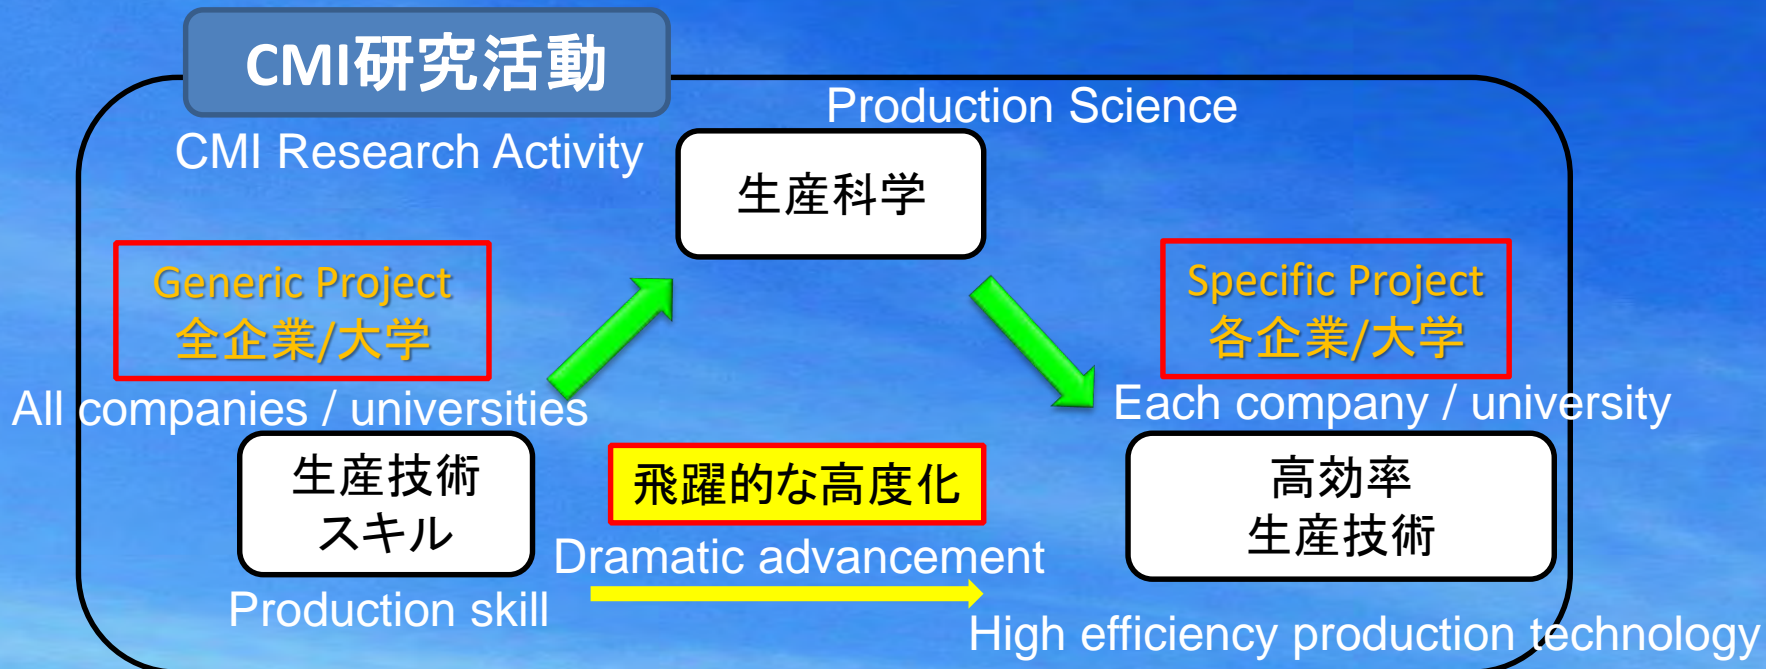 CMI研究活動
CMI Research Activity
Production Science
生産科学
Generic Project
全企業/大学
All companies / universities
Specific Project
各企業/大学
Each company / university
生産技術
スキル
Production skill
飛躍的な高度化
Dramatic advancement
高効率
生産技術
High efficiency production technology